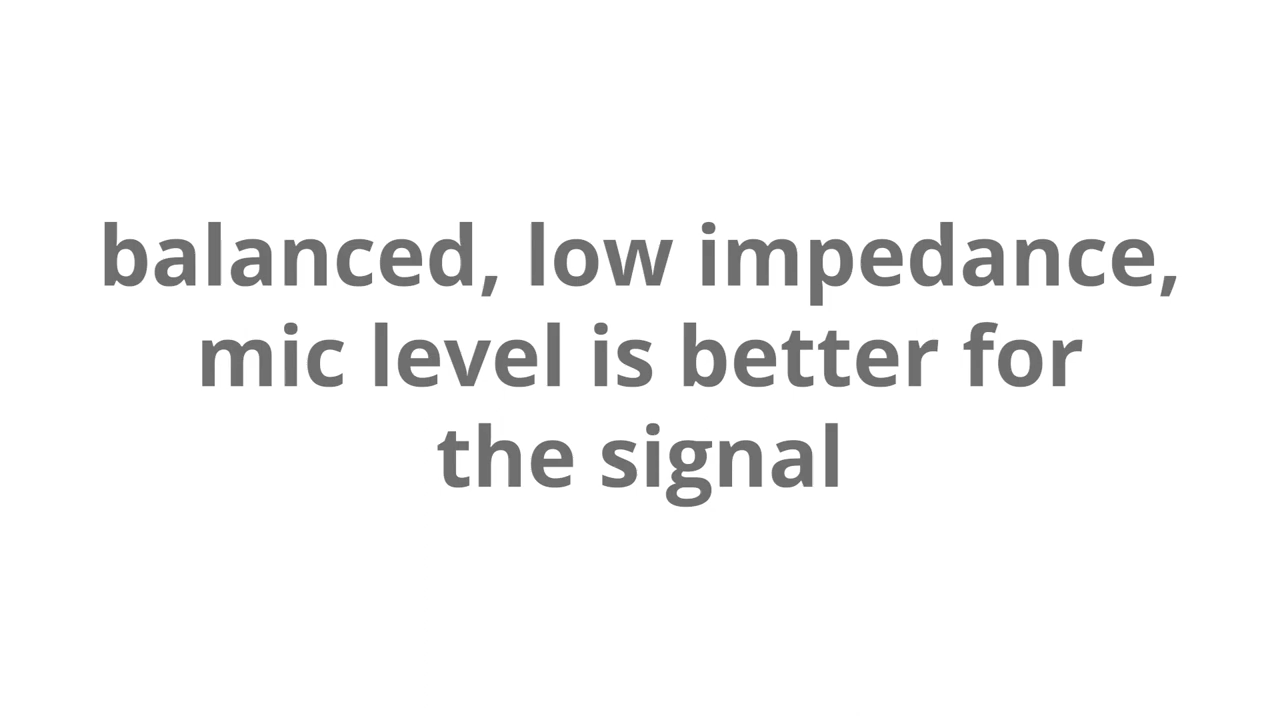 balanced, low impedance,
mic level is better for
the signal